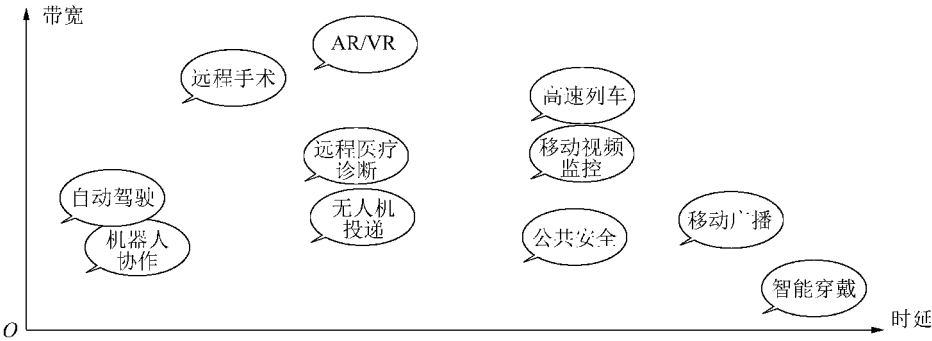 带宽
AR/VR
远程手术
高速列车
远程医疗
诊断
移动视频
监控
自动驾驶
无人机
投递
移动广播
机器人
协作
公共安全
智能穿戴
时延
O